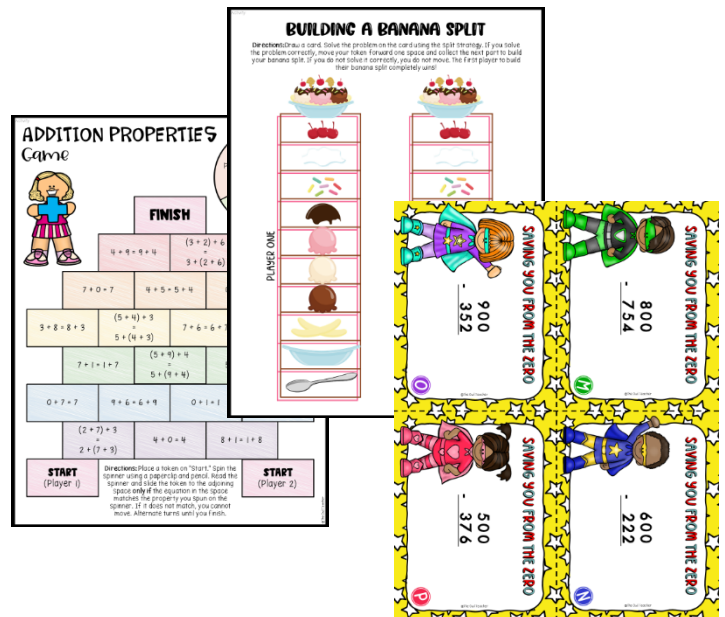 BUILDING A BANANA SPLIT
Directions: Draw a card. Solve the problem on the card using the split strategy. If you solve
the problem correctly, move your token forward one space and collect the next part to build
your banana split. If you do not solve it correctly, you do not move. The first player to build
their banana split completely wins!
PLAYER ONE
ADDITION PROPERTIES
Game
FINISH
4 + 9 = 9 + 4
(3 + 2) + 6
=
3 + (2 + 6)
7 + 0 = 7
4 + 5 = 5 + 4
3 + 8 = 8 + 3
(5 + 4) + 3
=
5 + (4 + 3)
7 + 6 = 6 + 7
7 + 1 = 1 + 7
(5 + 9) + 4
=
5 + (9 + 4)
0 + 7 = 7
9 + 6 = 6 + 9
0 + 1 = 1
(2 + 7) + 3
=
2 + (7 + 3)
4 + 0 = 4
8 + 1 = 1 + 8
START
(Player 1)
Directions: Place a token on "Start." Spin the
spinner using a paperclip and pencil. Read the
spinner and slide the token to the adjoining
space only if the equation in the space
matches the property you spun on the
spinner. If it does not match, you cannot
move. Alternate turns until you finish.
START
(Player 2)
SAVING YOU FROM THE ZERO
900
- 352
O
SAVING YOU FROM THE ZERO
800
- 754
M
SAVING YOU FROM THE ZERO
500
- 376
P
SAVING YOU FROM THE ZERO
600
- 222
N